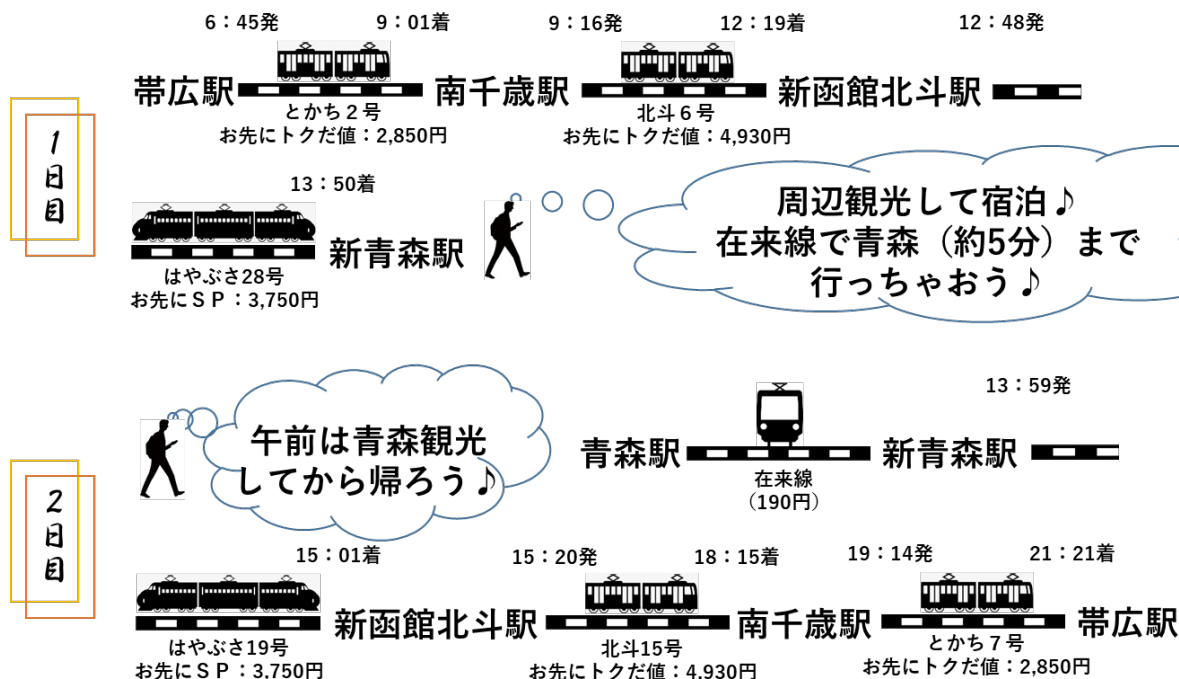 6：45発 9：01着 9：16発 12：19着 12：48発
帯広駅 南千歳駅 新函館北斗駅
とかち２号 北斗６号
お先にトクだ値：2,850円 お先にトクだ値：4,930円
1日目
13：50着
新青森駅
はやぶさ28号
お先にＳＰ：3,750円
周辺観光して宿泊♪
在来線で青森（約5分）まで
行っちゃおう♪
午前は青森観光
してから帰ろう♪
13：59発
青森駅 新青森駅
在来線
（190円）
2日目
15：01着 15：20発 18：15着 19：14発 21：21着
新函館北斗駅 南千歳駅 帯広駅
はやぶさ19号 北斗15号 とかち７号
お先にＳＰ：3,750円 お先にトクだ値：4,930円 お先にトクだ値：2,850円